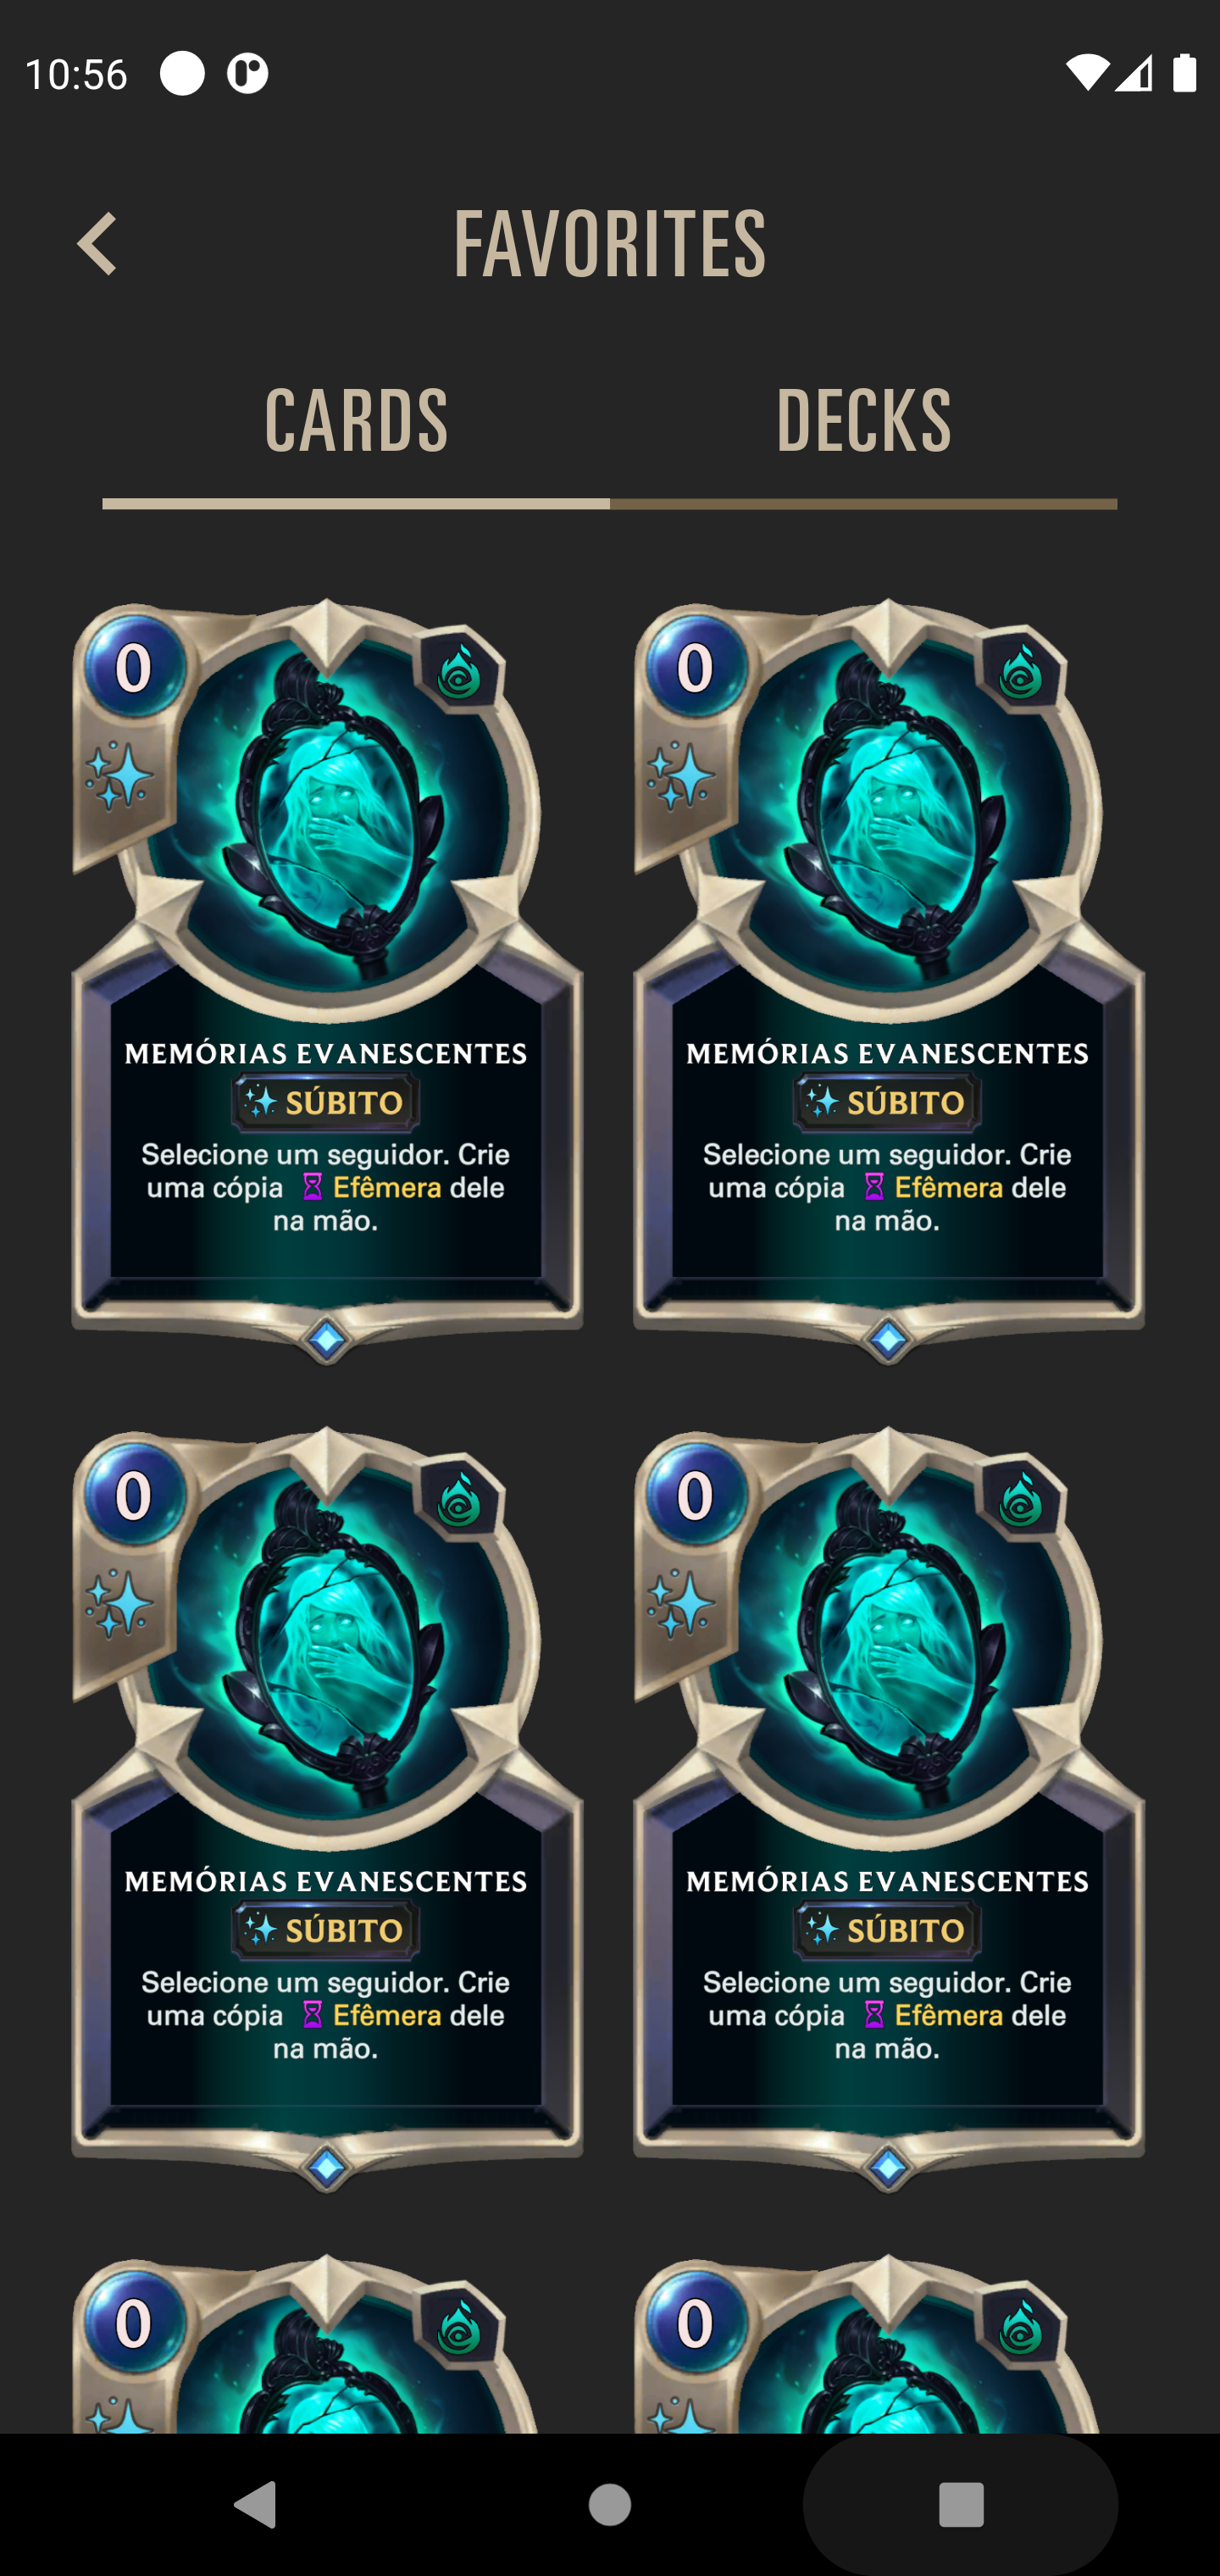 10:56
FAVORITES
CARDS DECKS
0 0
MEMÓRIAS EVANESCENTES
SÚBITO
Selecione um seguidor. Crie
uma cópia Efêmera dele
na mão.
MEMÓRIAS EVANESCENTES
SÚBITO
Selecione um seguidor. Crie
uma cópia Efêmera dele
na mão.
0 0
MEMÓRIAS EVANESCENTES
SÚBITO
Selecione um seguidor. Crie
uma cópia Efêmera dele
na mão.
MEMÓRIAS EVANESCENTES
SÚBITO
Selecione um seguidor. Crie
uma cópia Efêmera dele
na mão.
0 0